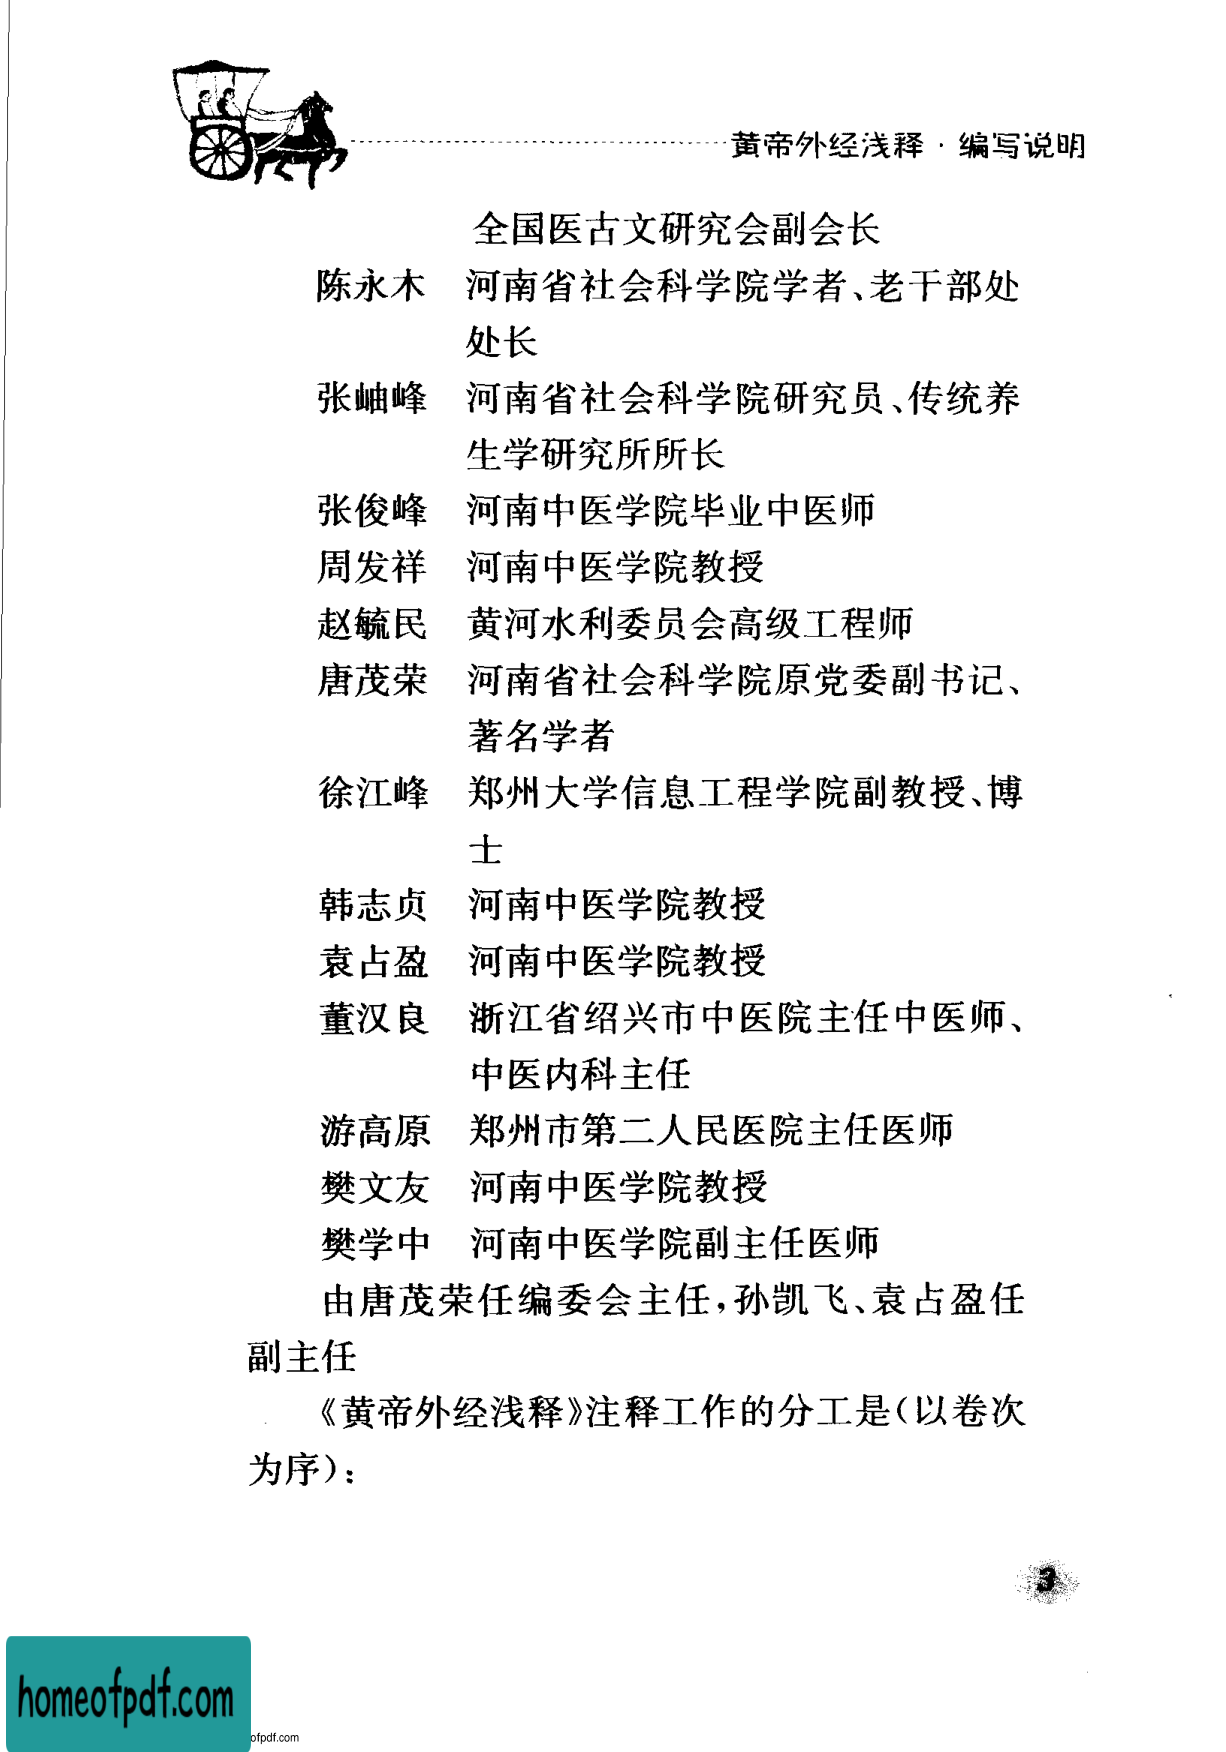 黄帝外经浅释·编写说明
全国医古文研究会副会长
陈永木 河南省社会科学院学者、老干部处
处长
张岫峰 河南省社会科学院研究员、传统养
生学研究所所长
张俊峰 河南中医学院毕业中医师
周发祥 河南中医学院教授
赵毓民 黄河水利委员会高级工程师
唐茂荣 河南省社会科学院原党委副书记、
著名学者
徐江峰 郑州大学信息工程学院副教授、博
士
韩志贞 河南中医学院教授
袁占盈 河南中医学院教授
董汉良 浙江省绍兴市中医院主任中医师、
中医内科主任
游高原 郑州市第二人民医院主任医师
樊文友 河南中医学院教授
樊学中 河南中医学院副主任医师
由唐茂荣任编委会主任,孙凯飞、袁占盈任
副主任
《黄帝外经浅释》注释工作的分工是(以卷次
为序):
3
homeofpdf.com
ofpdf.com